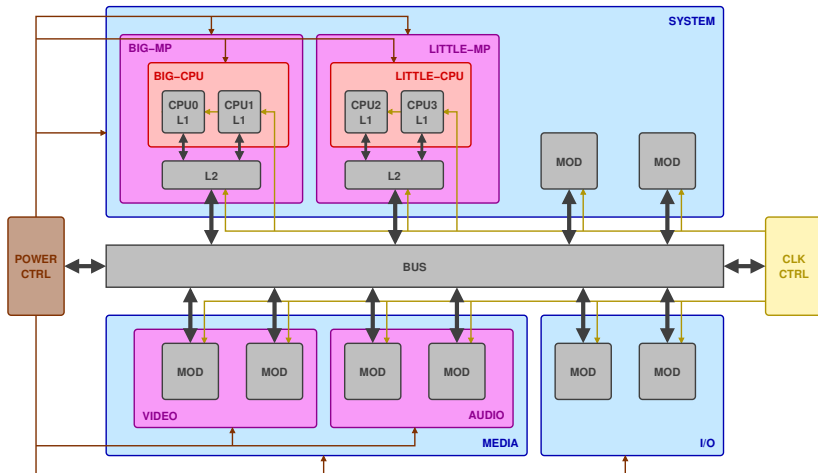 SYSTEM
BIG−MP
LITTLE−MP
BIG−CPU
LITTLE−CPU
CPU0
L1
CPU1
L1
CPU2
L1
CPU3
L1
L2
L2
MOD
MOD
POWER
CTRL
BUS
CLK
CTRL
MOD
MOD
MOD
MOD
MOD
MOD
VIDEO
AUDIO
MEDIA
I/O